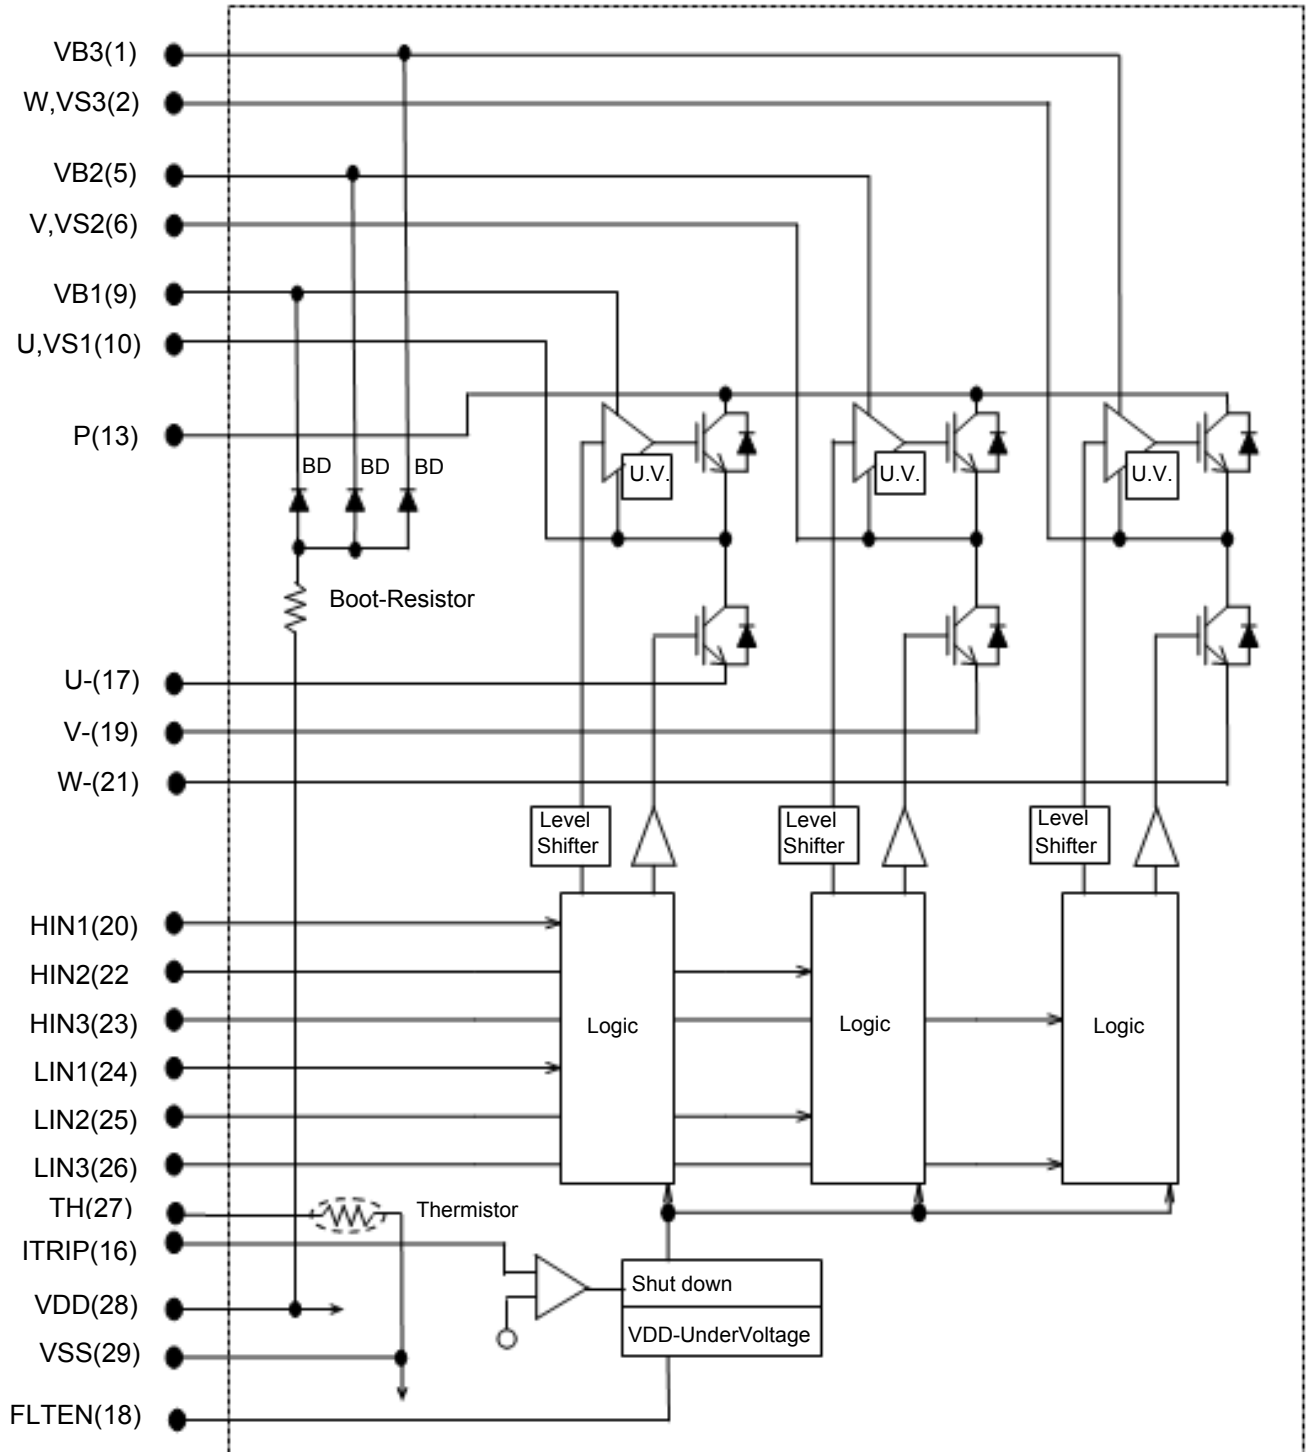 VB3(1)
W,VS3(2)
VB2(5)
V,VS2(6)
VB1(9)
U,VS1(10)
P(13)
BD BD BD
U.V. U.V. U.V.
Boot-Resistor
U-(17)
V-(19)
W-(21)
Level
Shifter
Level
Shifter
Level
Shifter
HIN1(20)
HIN2(22
HIN3(23)
Logic Logic Logic
LIN1(24)
LIN2(25)
LIN3(26)
TH(27)
Thermistor
ITRIP(16)
Shut down
VDD(28)
VDD-UnderVoltage
VSS(29)
FLTEN(18)